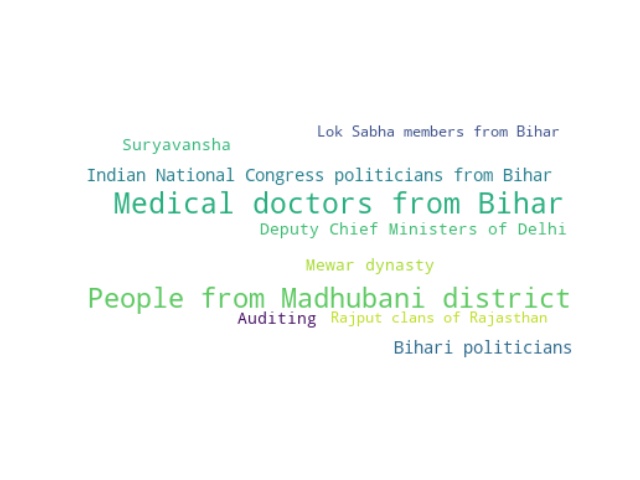 Lok Sabha members from Bihar
Suryavansha
Indian National Congress politicians from Bihar
Medical doctors from Bihar
Deputy Chief Ministers of Delhi
Mewar dynasty
People from Madhubani district
Auditing
Rajput clans of Rajasthan
Bihari politicians